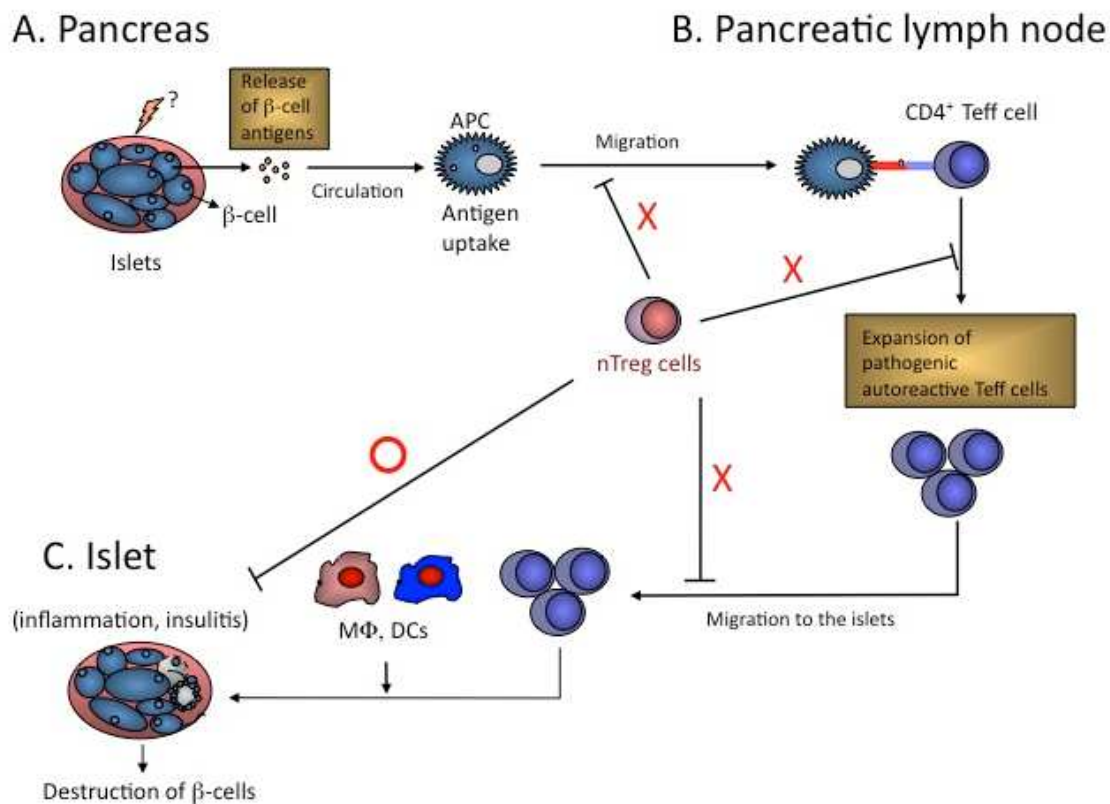 A. Pancreas
B. Pancreatic lymph node
?
Release
of β-cell
antigens
APC
CD4⁺ Teff cell
Migration
Circulation
β-cell
Antigen
uptake
Islets
X
X
nTreg cells
Expansion of
pathogenic
autoreactive Teff cells
X
C. Islet
(inflammation, insulitis)
MΦ, DCs
Migration to the islets
Destruction of β-cells